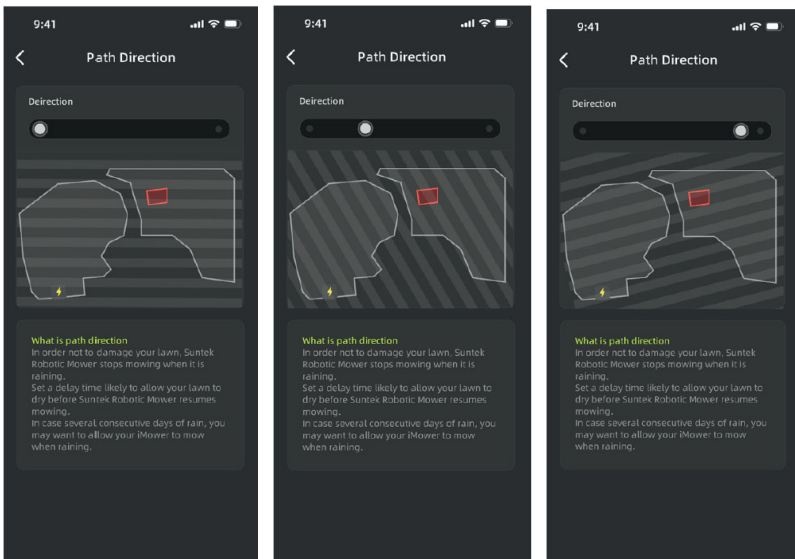 9:41
Path Direction
Deirection
What is path direction
In order not to damage your lawn, Suntek
Robotic Mower stops mowing when it is
raining.
Set a delay time likely to allow your lawn to
dry before Suntek Robotic Mower resumes
mowing.
In case several consecutive days of rain, you
may want to alllow your iMower to mow
when raining.
9:41
Path Direction
Deirection
What is path direction
In order not to damage your lawn, Suntek
Robotic Mower stops mowing when it is
raining.
Set a delay time likely to allow your lawn to
dry before Suntek Robotic Mower resumes
mowing.
In case several consecutive days of rain, you
may want to alllow your iMower to mow
when raining.
9:41
Path Direction
Deirection
What is path direction
In order not to damage your lawn, Suntek
Robotic Mower stops mowing when it is
raining.
Set a delay time likely to allow your lawn to
dry before Suntek Robotic Mower resumes
mowing.
In case several consecutive days of rain, you
may want to alllow your iMower to mow
when raining.